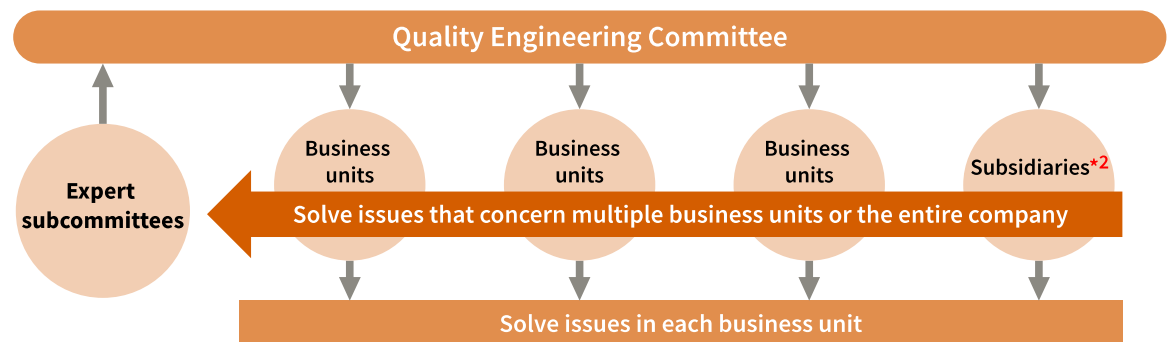 Quality Engineering Committee
Business
units
Business
units
Business
units
Subsidiaries*2
Expert
subcommittees
Solve issues that concern multiple business units or the entire company
Solve issues in each business unit